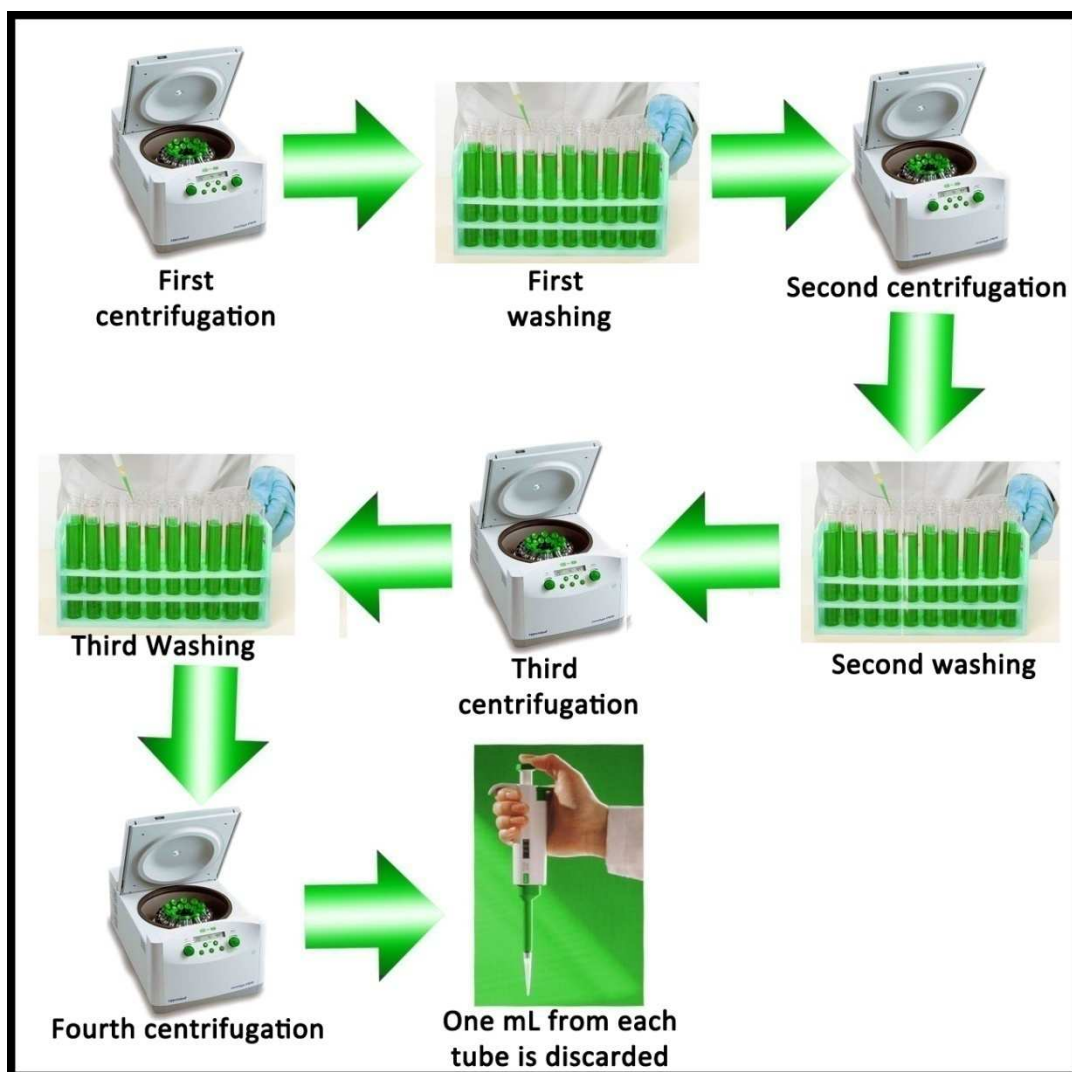 First
centrifugation
First
washing
Second centrifugation
Second washing
Third
centrifugation
Third Washing
Fourth centrifugation
One mL from each
tube is discarded